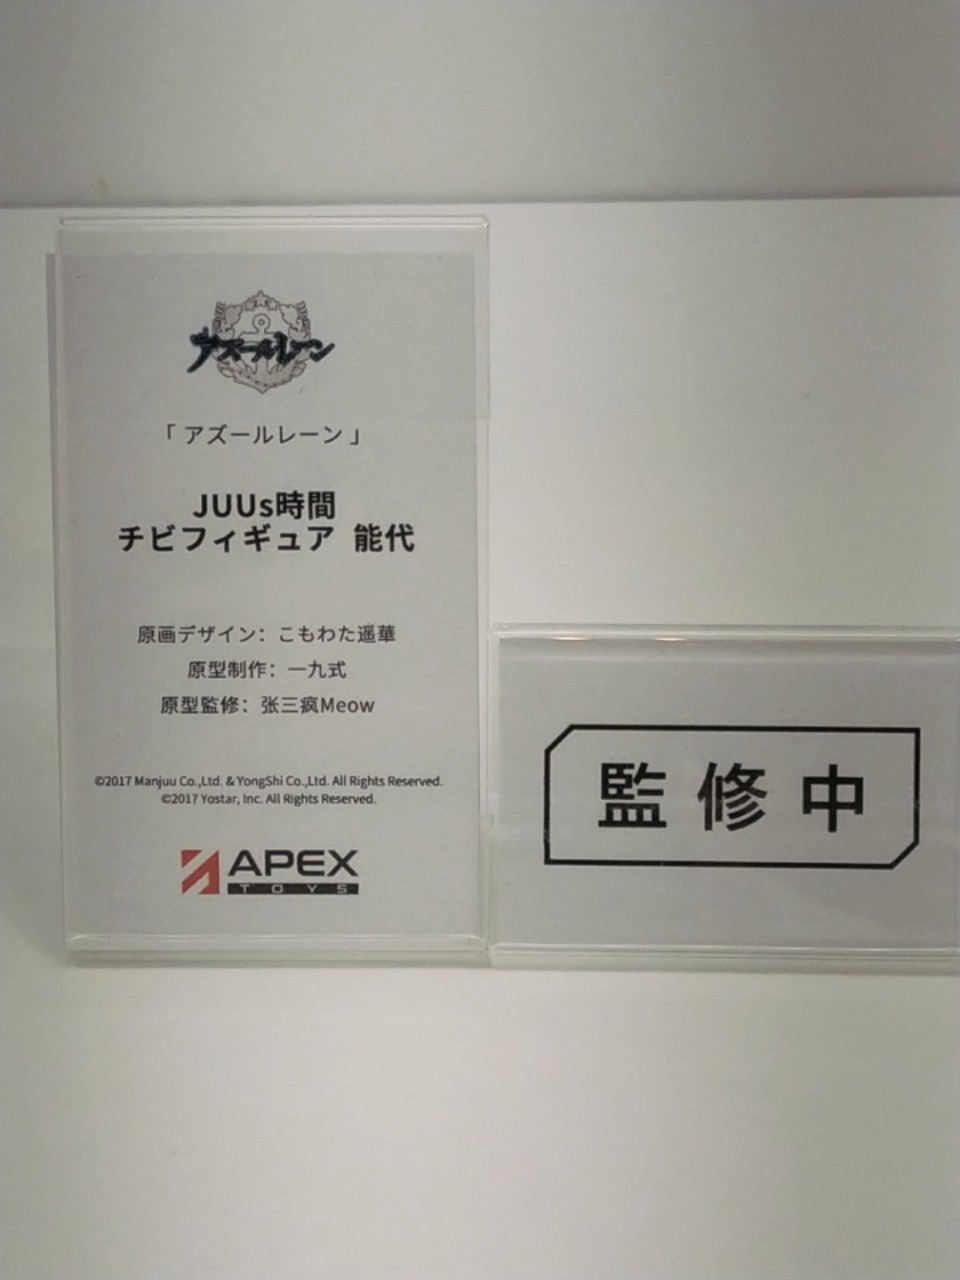 アズールレーン
「アズールレーン」
JUUs時間
チビフィギュア 能代
原画デザイン：こもわた遥華
原型制作：一九式
原型監修：张三疯Meow
©2017 Manjuu Co.,Ltd. & YongShi Co.,Ltd. All Rights Reserved.
©2017 Yostar, Inc. All Rights Reserved.
APEX
TOYS
監修中